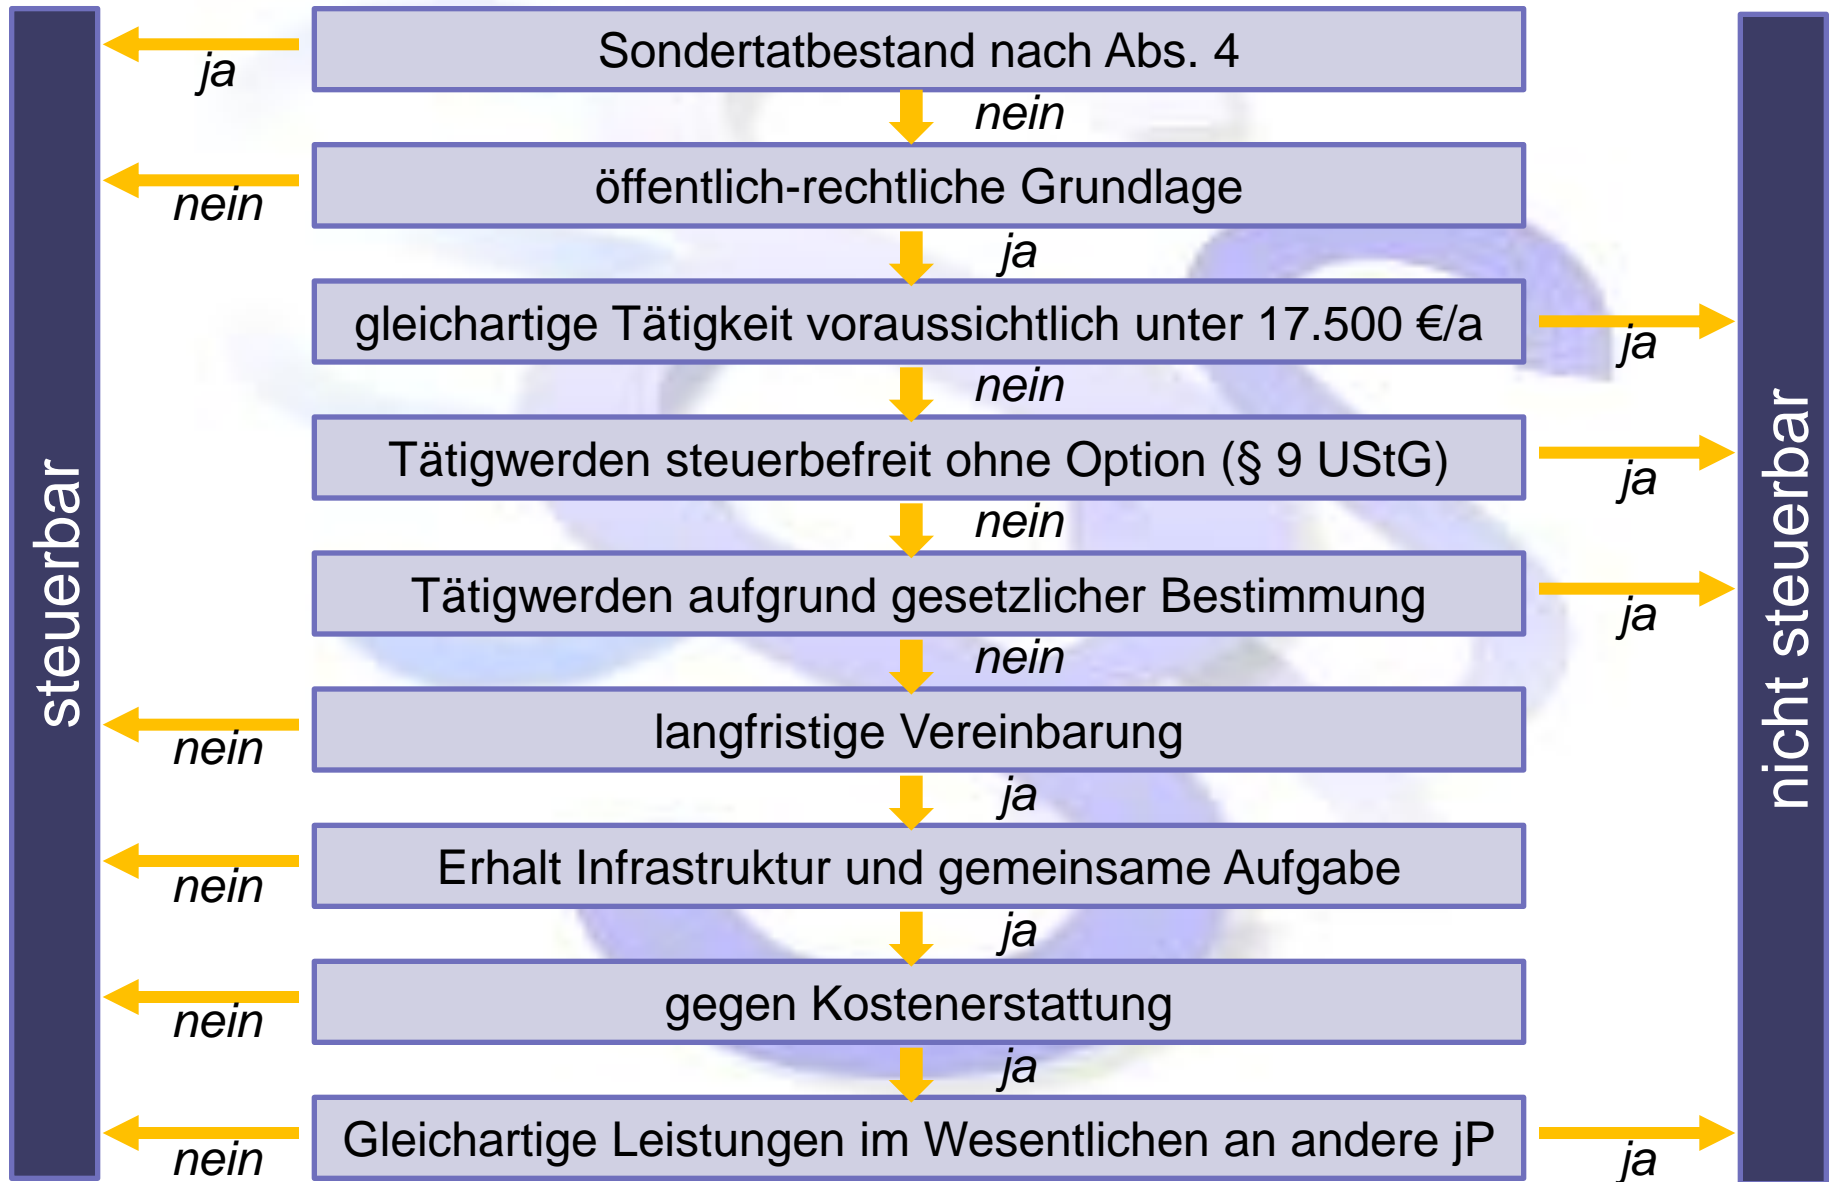 Sondertatbestand nach Abs. 4
ja
nein
öffentlich-rechtliche Grundlage
nein
ja
gleichartige Tätigkeit voraussichtlich unter 17.500 €/a
ja
nein
Tätigwerden steuerbefreit ohne Option (§ 9 UStG)
ja
nein
Tätigwerden aufgrund gesetzlicher Bestimmung
ja
nein
langfristige Vereinbarung
nein
ja
Erhalt Infrastruktur und gemeinsame Aufgabe
nein
ja
gegen Kostenerstattung
nein
ja
Gleichartige Leistungen im Wesentlichen an andere jP
nein
ja
steuerbar
nicht steuerbar